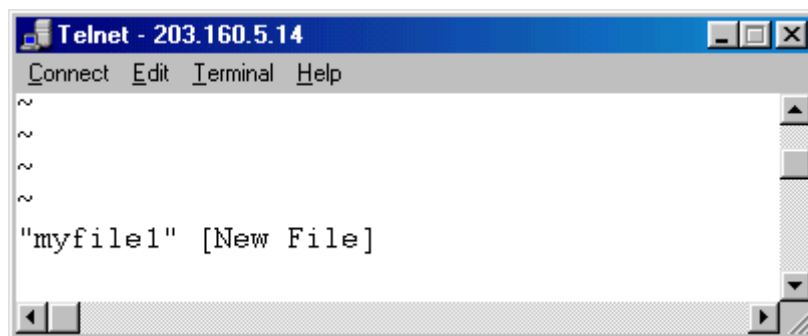 Telnet - 203.160.5.14
Connect Edit Terminal Help
~
~
~
~
"myfile1" [New File]